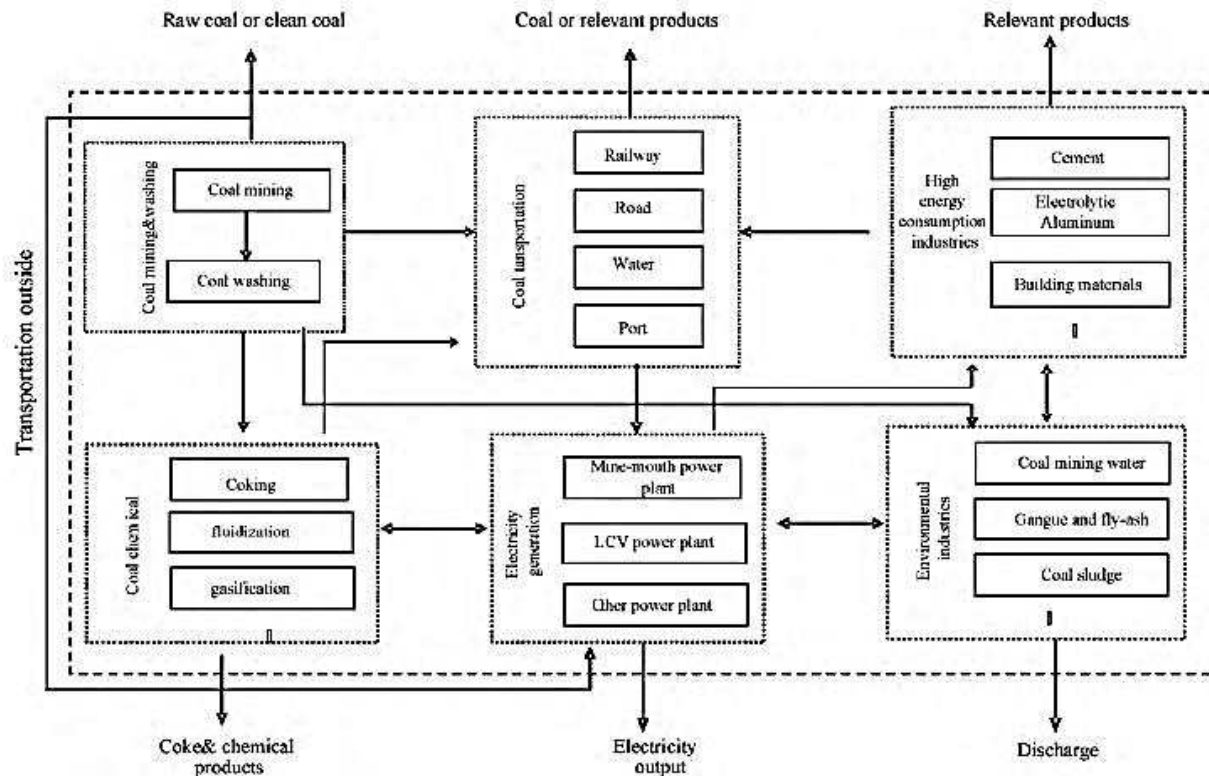 Raw coal or clean coal
Coal or relevant products
Relevant products
Transportation outside
Coal mining&washing
Coal mining
Coal washing
Coal tansportation
Railway
Road
Water
Port
High
energy
consumption
industries
Cement
Electrolytic
Aluminum
Building materials
Coal chemical
Coking
fluidization
gasification
Electricity
generation
Mine-mouth power
plant
LCV power plant
Other power plant
Environmental
industries
Coal mining water
Gangue and fly-ash
Coal sludge
Coke& chemical
products
Electricity
output
Discharge